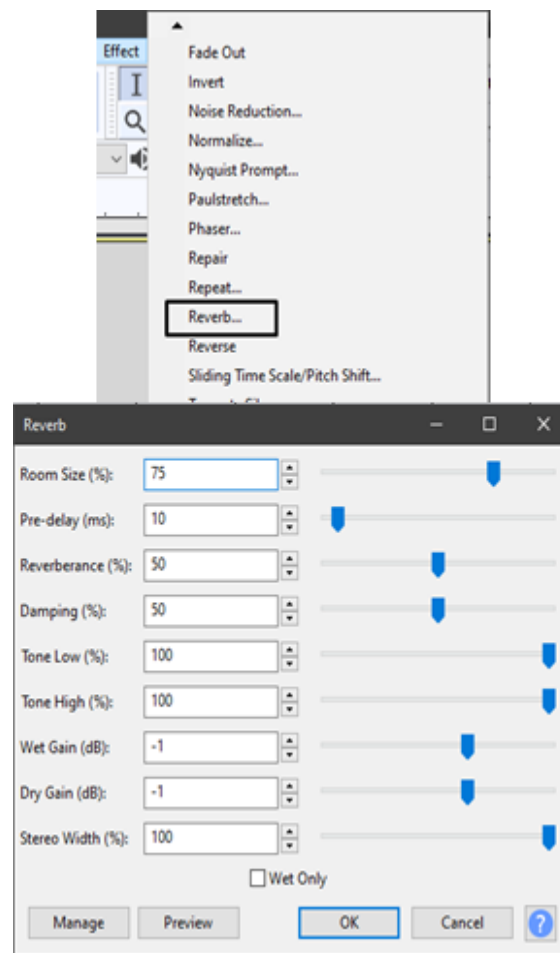 Effect
Fade Out
Invert
Noise Reduction...
Normalize...
Nyquist Prompt...
Paulstretch...
Phaser...
Repair
Repeat...
Reverb...
Reverse
Sliding Time Scale/Pitch Shift...
Reverb
Room Size (%): 75
Pre-delay (ms): 10
Reverberance (%): 50
Damping (%): 50
Tone Low (%): 100
Tone High (%): 100
Wet Gain (dB): -1
Dry Gain (dB): -1
Stereo Width (%): 100
Wet Only
Manage Preview OK Cancel ?